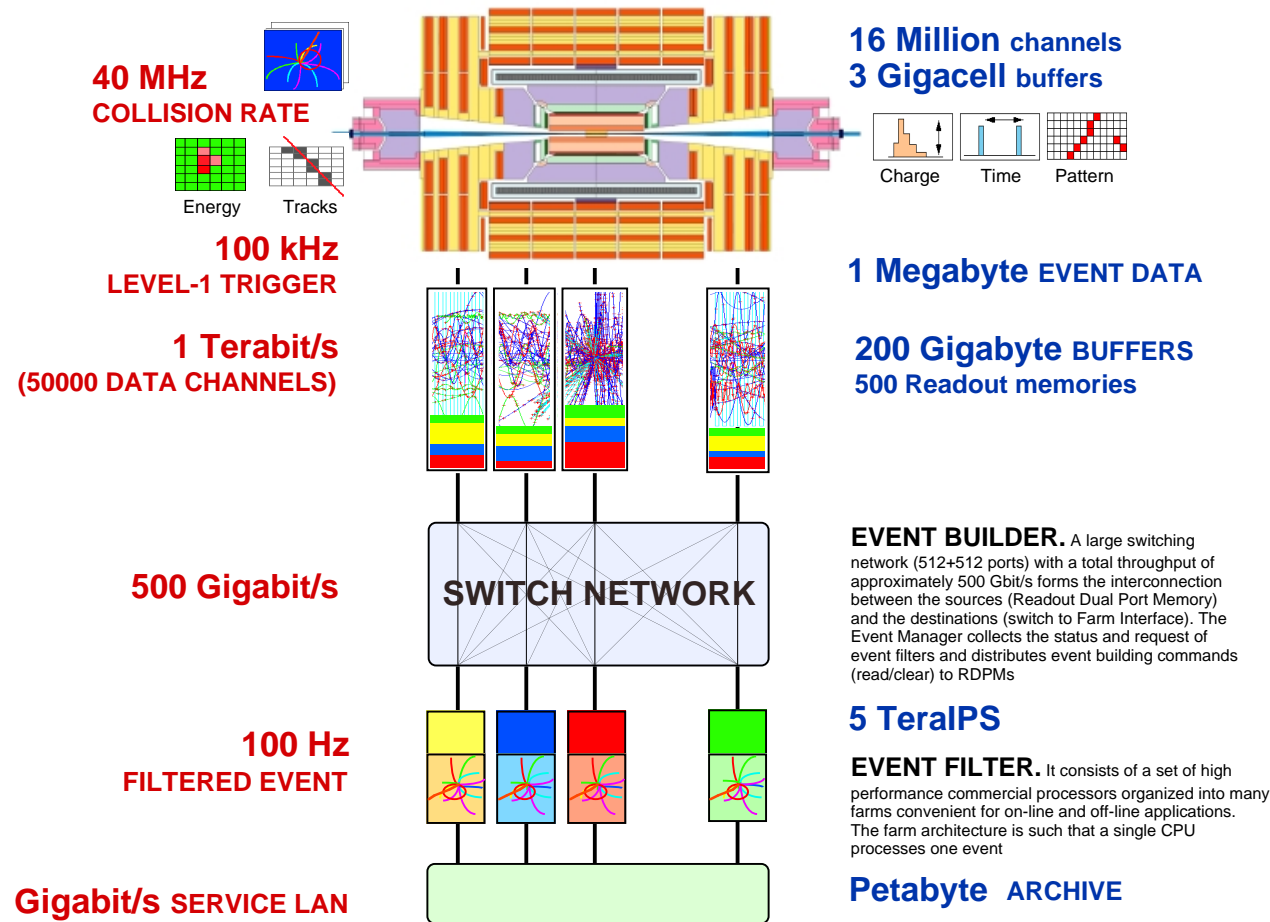 40 MHz
COLLISION RATE
Energy
Tracks
16 Million channels
3 Gigacell buffers
Charge
Time
Pattern
100 kHz
LEVEL-1 TRIGGER
1 Megabyte EVENT DATA
1 Terabit/s
(50000 DATA CHANNELS)
200 Gigabyte BUFFERS
500 Readout memories
500 Gigabit/s
SWITCH NETWORK
EVENT BUILDER. A large switching
network (512+512 ports) with a total throughput of
approximately 500 Gbit/s forms the interconnection
between the sources (Readout Dual Port Memory)
and the destinations (switch to Farm Interface). The
Event Manager collects the status and request of
event filters and distributes event building commands
(read/clear) to RDPMs
100 Hz
FILTERED EVENT
5 TeraIPS
EVENT FILTER. It consists of a set of high
performance commercial processors organized into many
farms convenient for on-line and off-line applications.
The farm architecture is such that a single CPU
processes one event
Gigabit/s SERVICE LAN
Petabyte ARCHIVE